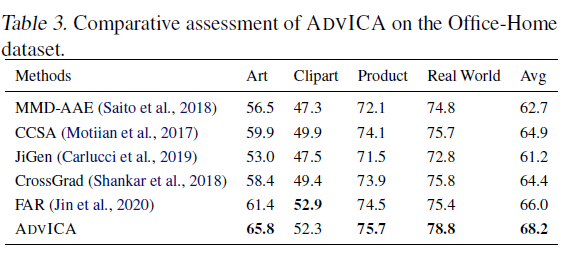 Table 3. Comparative assessment of ADVICA on the Office-Home
dataset.
Methods Art Clipart Product Real World Avg
MMD-AAE (Saito et al., 2018) 56.5 47.3 72.1 74.8 62.7
CCSA (Motiian et al., 2017) 59.9 49.9 74.1 75.7 64.9
JiGen (Carlucci et al., 2019) 53.0 47.5 71.5 72.8 61.2
CrossGrad (Shankar et al., 2018) 58.4 49.4 73.9 75.8 64.4
FAR (Jin et al., 2020) 61.4 52.9 74.5 75.4 66.0
ADVICA 65.8 52.3 75.7 78.8 68.2